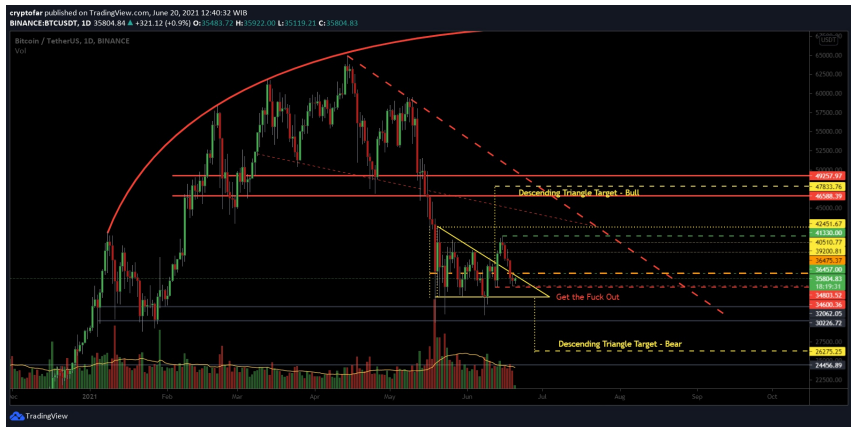 cryptofar published on TradingView.com, June 20, 2021 12:40:32 WIB
BINANCE:BTCUSDT, 1D 35804.84 ▲ +321.12 (+0.9%) O:35483.72 H:35922.00 L:35119.21 C:35804.83
Bitcoin / TetherUS, 1D, BINANCE
Vol
USDT
65000.00
62500.00
60000.00
57500.00
55000.00
52500.00
49257.97
47833.76
Descending Triangle Target - Bull
46588.39
45000.00
42451.67
41330.00
40510.77
39200.81
36475.37
36457.00
35804.83
18:19:31
34803.52
Get the Fuck Out
34600.36
32062.05
30226.72
27500.00
Descending Triangle Target - Bear
26275.25
24456.89
22500.00
2021 Feb Mar Apr May Jun Jul Aug Sep Oct
TradingView